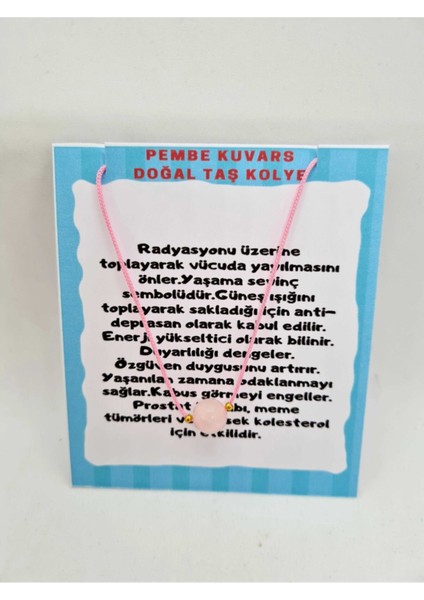 PEMBE KUVARS
DOĞAL TAŞ KOLYE
Radyasyonu üzerine
toplayarak vücuda yayılmasını
önler.Yaşama sevinç
sembolüdür.Güneş ışığını
toplayarak sakladığı için anti-
depresan olarak kabul edilir.
Enerji yükseltici olarak bilinir.
Duyarlılığı dengeler.
Özgüven duygusunu artırır.
Yaşanılan zamana odaklanmayı
sağlar.Kabus görmeyi engeller.
Prostat meme
tümörleri kolesterol
için etkilidir.